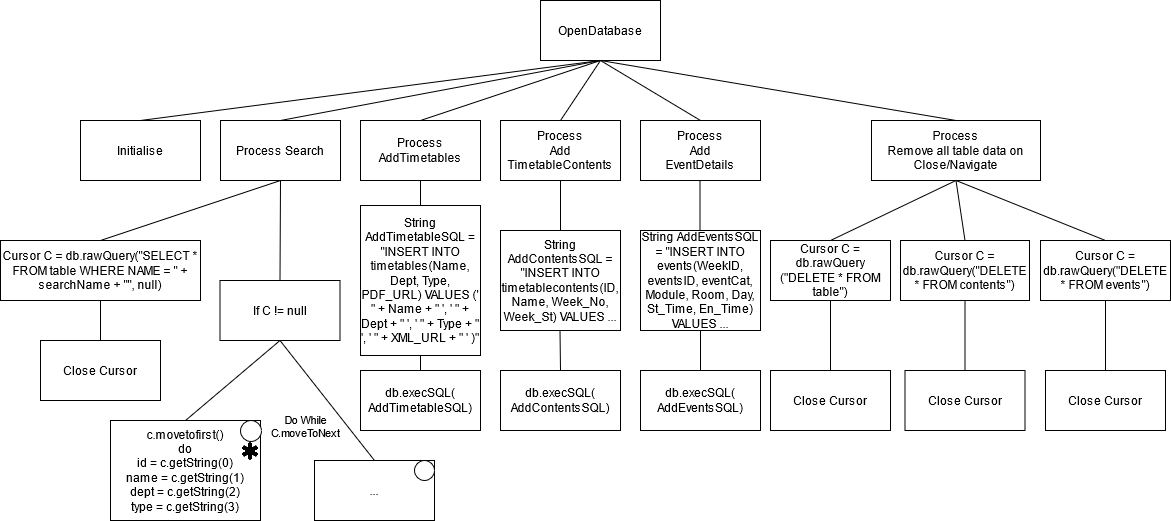 OpenDatabase
Initialise
Process Search
Process
AddTimetables
Process
Add
TimetableContents
Process
Add
EventDetails
Process
Remove all table data on
Close/Navigate
Cursor C = db.rawQuery("SELECT *
FROM table WHERE NAME = " +
searchName + "", null)
If C != null
String
AddTimetableSQL =
"INSERT INTO
timetables(Name,
Dept, Type,
PDF_URL) VALUES ('
" + Name + " ', ' " +
Dept + " ', ' " + Type + "
', ' " + XML_URL + " ' )"
String
AddContentsSQL =
"INSERT INTO
timetablecontents(ID,
Name, Week_No,
Week_St) VALUES ...
String AddEventsSQL
= "INSERT INTO
events(WeekID,
eventsID, eventCat,
Module, Room, Day,
St_Time, En_Time)
VALUES ...
Cursor C =
db.rawQuery
("DELETE * FROM
table")
Cursor C =
db.rawQuery("DELETE
* FROM contents")
Cursor C =
db.rawQuery("DELETE
* FROM events")
Close Cursor
db.execSQL(
AddTimetableSQL)
db.execSQL(
AddContentsSQL)
db.execSQL(
AddEventsSQL)
Close Cursor
Close Cursor
Close Cursor
c.movetofirst()
do
id = c.getString(0)
name = c.getString(1)
dept = c.getString(2)
type = c.getString(3)
Do While
C.moveToNext
...